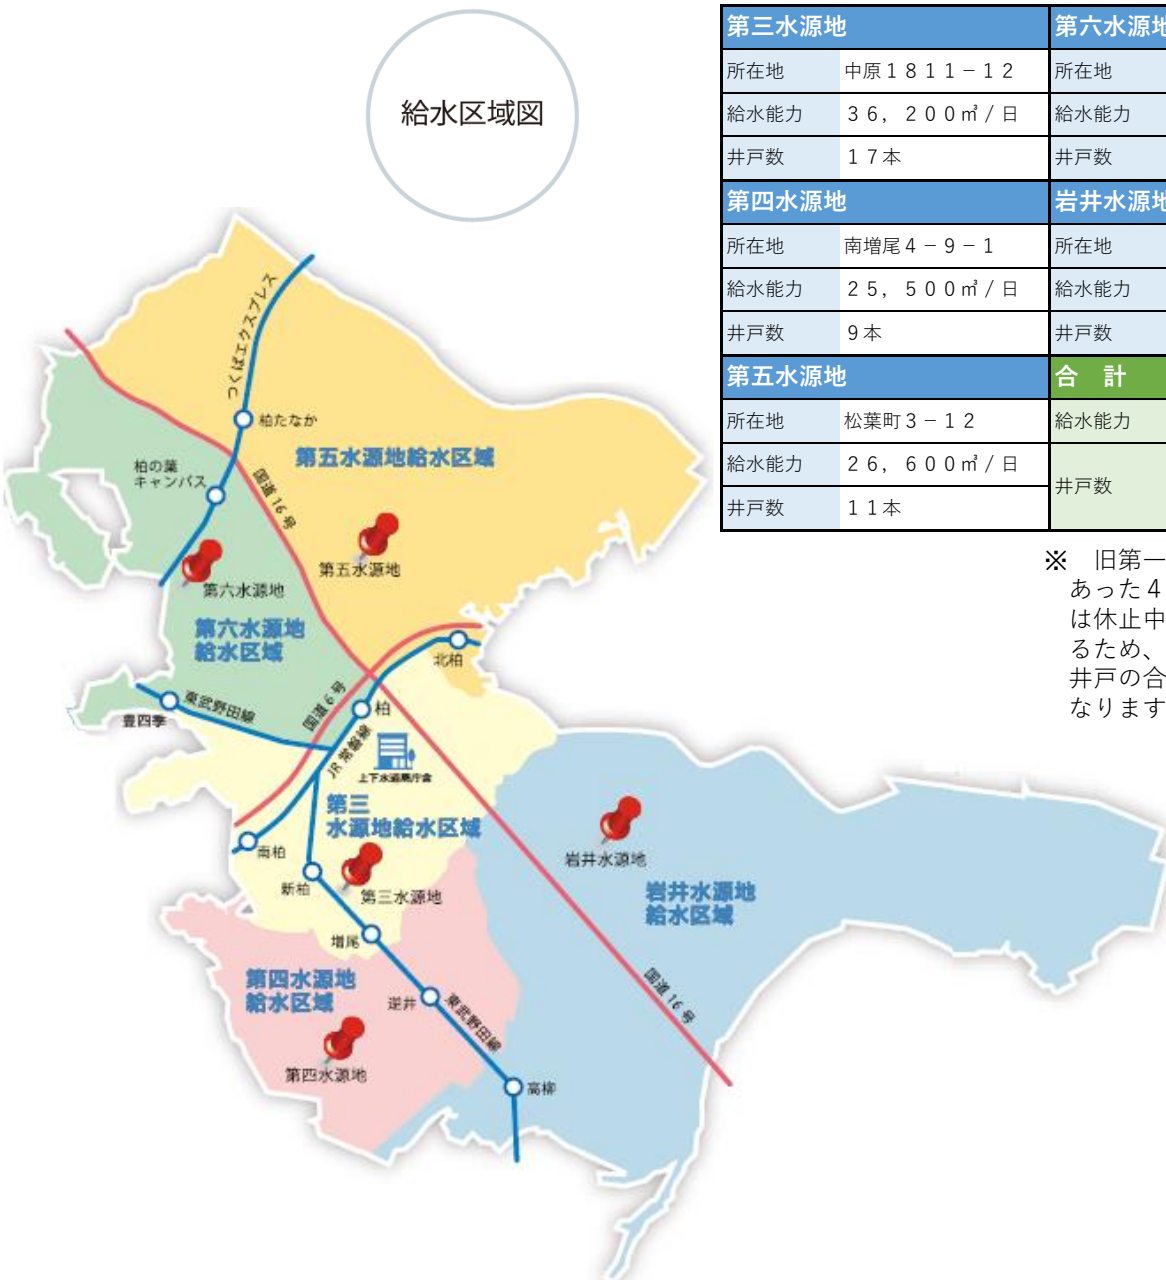 給水区域図
第三水源地
所在地 中原１８１１－１２
給水能力 ３６，２００㎥/日
井戸数 １７本
第四水源地
所在地 南増尾４－９－１
給水能力 ２５，５００㎥/日
井戸数 ９本
第五水源地
所在地 松葉町３－１２
給水能力 ２６，６００㎥/日
井戸数 １１本
第六水源地
所在地
給水能力
井戸数
岩井水源地
所在地
給水能力
井戸数
合　計
給水能力
井戸数
※　旧第一
あった４
は休止中
るため、
井戸の合
なります
つくばエクスプレス
柏たなか
第五水源地給水区域
柏の葉
キャンパス
国道16号
第五水源地
第六水源地
第六水源地
給水区域
北柏
国道6号
東武野田線
豊四季
柏
JR常磐線
上下水道局庁舎
第三
水源地給水区域
南柏
新柏
第三水源地
岩井水源地
岩井水源地
給水区域
増尾
第四水源地
給水区域
逆井
東武野田線
国道16号
第四水源地
高柳